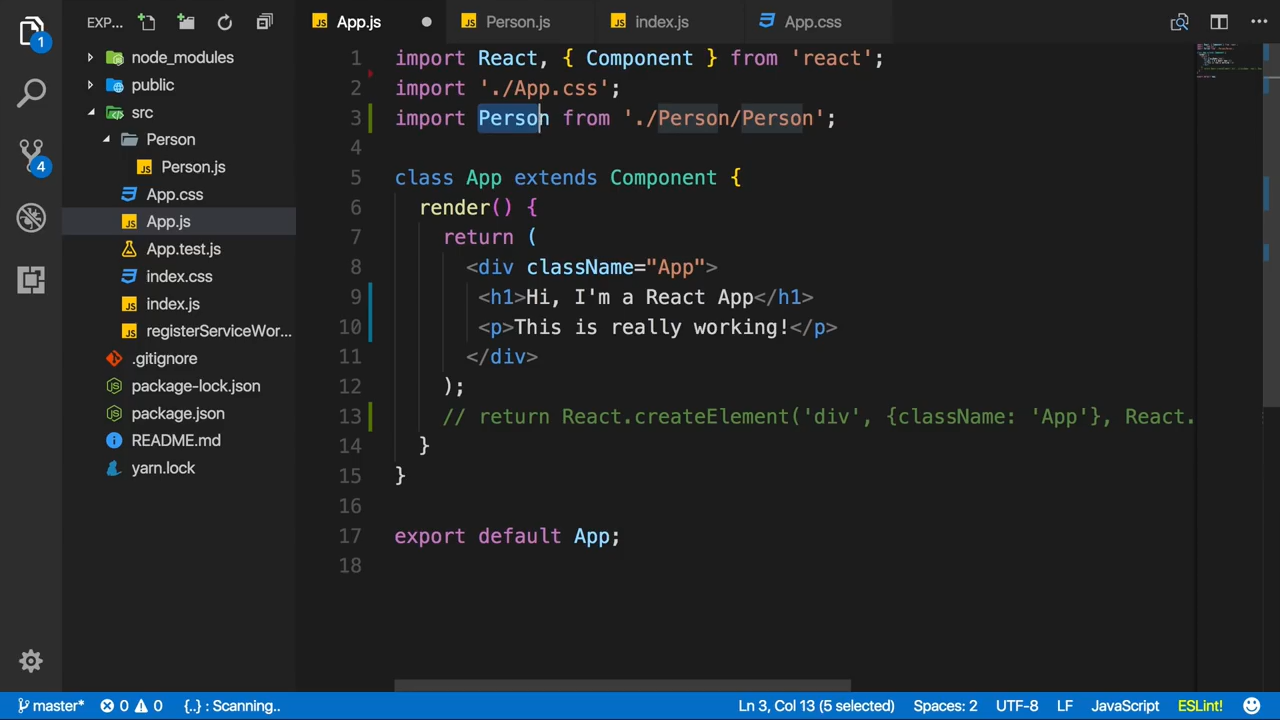 EXP...
App.js
Person.js
index.js
App.css
1
4
node_modules
public
src
Person
Person.js
App.css
App.js
App.test.js
index.css
index.js
registerServiceWor...
.gitignore
package-lock.json
package.json
README.md
yarn.lock
1 import React, { Component } from 'react';
2 import './App.css';
3 import Person from './Person/Person';
4
5 class App extends Component {
6 render() {
7 return (
8 <div className="App">
9 <h1>Hi, I'm a React App</h1>
10 <p>This is really working!</p>
11 </div>
12 );
13 // return React.createElement('div', {className: 'App'}, React.
14 }
15 }
16
17 export default App;
18
master* 0 0 {..} : Scanning.. Ln 3, Col 13 (5 selected) Spaces: 2 UTF-8 LF JavaScript ESLint!